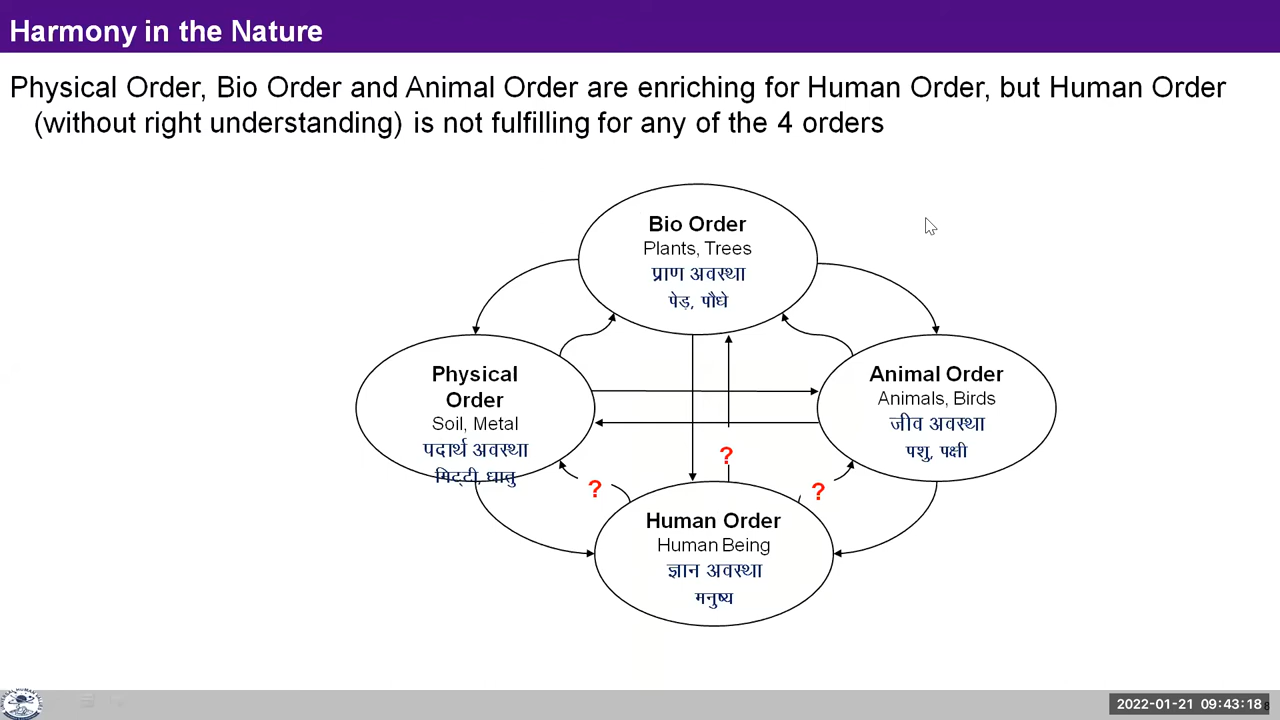 Harmony in the Nature
Physical Order, Bio Order and Animal Order are enriching for Human Order, but Human Order
(without right understanding) is not fulfilling for any of the 4 orders
Bio Order
Plants, Trees
प्राण अवस्था
पेड़, पौधे
Physical
Order
Soil, Metal
पदार्थ अवस्था
मिट्टी, धातु
Animal Order
Animals, Birds
जीव अवस्था
पशु, पक्षी
?
?
?
Human Order
Human Being
ज्ञान अवस्था
मनुष्य
2022-01-21 09:43:18
8